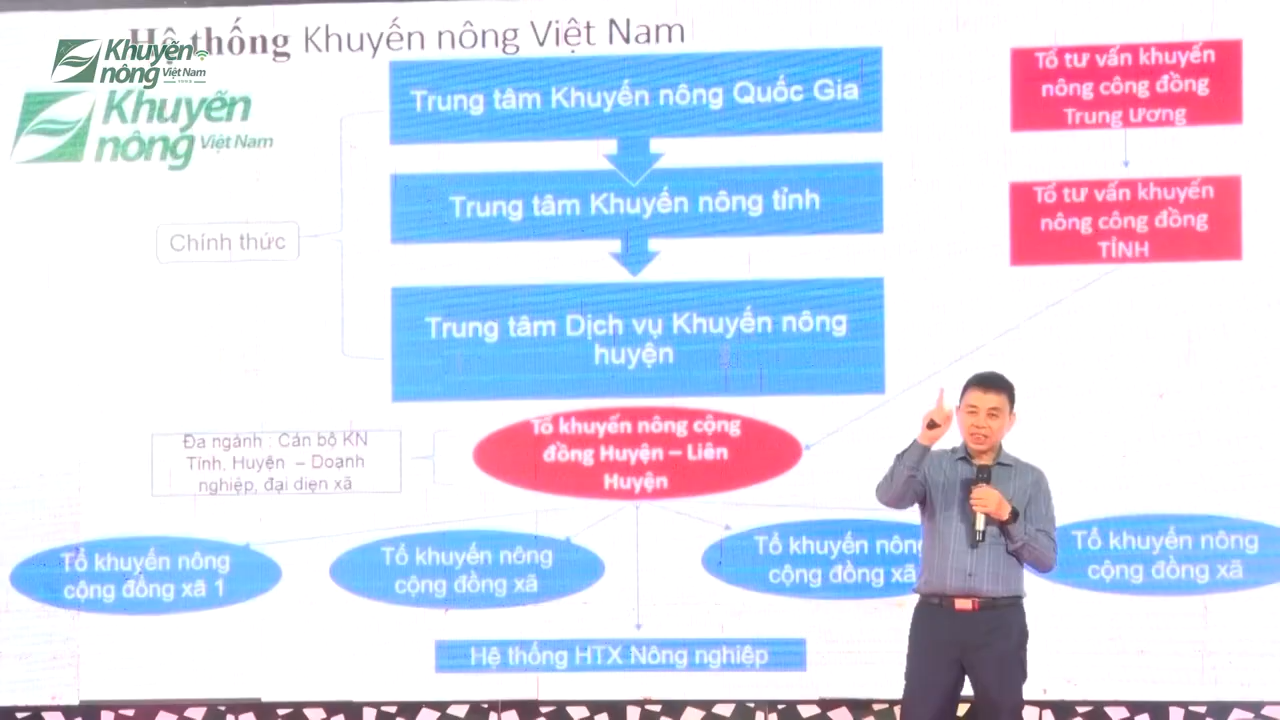 Hệ thống Khuyến nông Việt Nam
Khuyến
nông Việt Nam
Khuyến
nông Việt Nam
Trung tâm Khuyến nông Quốc Gia
Trung tâm Khuyến nông tỉnh
Trung tâm Dịch vụ Khuyến nông
huyện
Chính thức
Tổ tư vấn khuyến
nông công đồng
Trung Ương
Tổ tư vấn khuyến
nông công đồng
TỈNH
Tổ khuyến nông cộng
đồng Huyện – Liên
Huyện
Đa ngành : Cán bộ KN
Tỉnh, Huyện – Doanh
nghiệp, đại diện xã
Tổ khuyến nông
cộng đồng xã 1
Tổ khuyến nông
cộng đồng xã
Tổ khuyến nông
cộng đồng xã
Tổ khuyến nông
cộng đồng xã
Hệ thống HTX Nông nghiệp